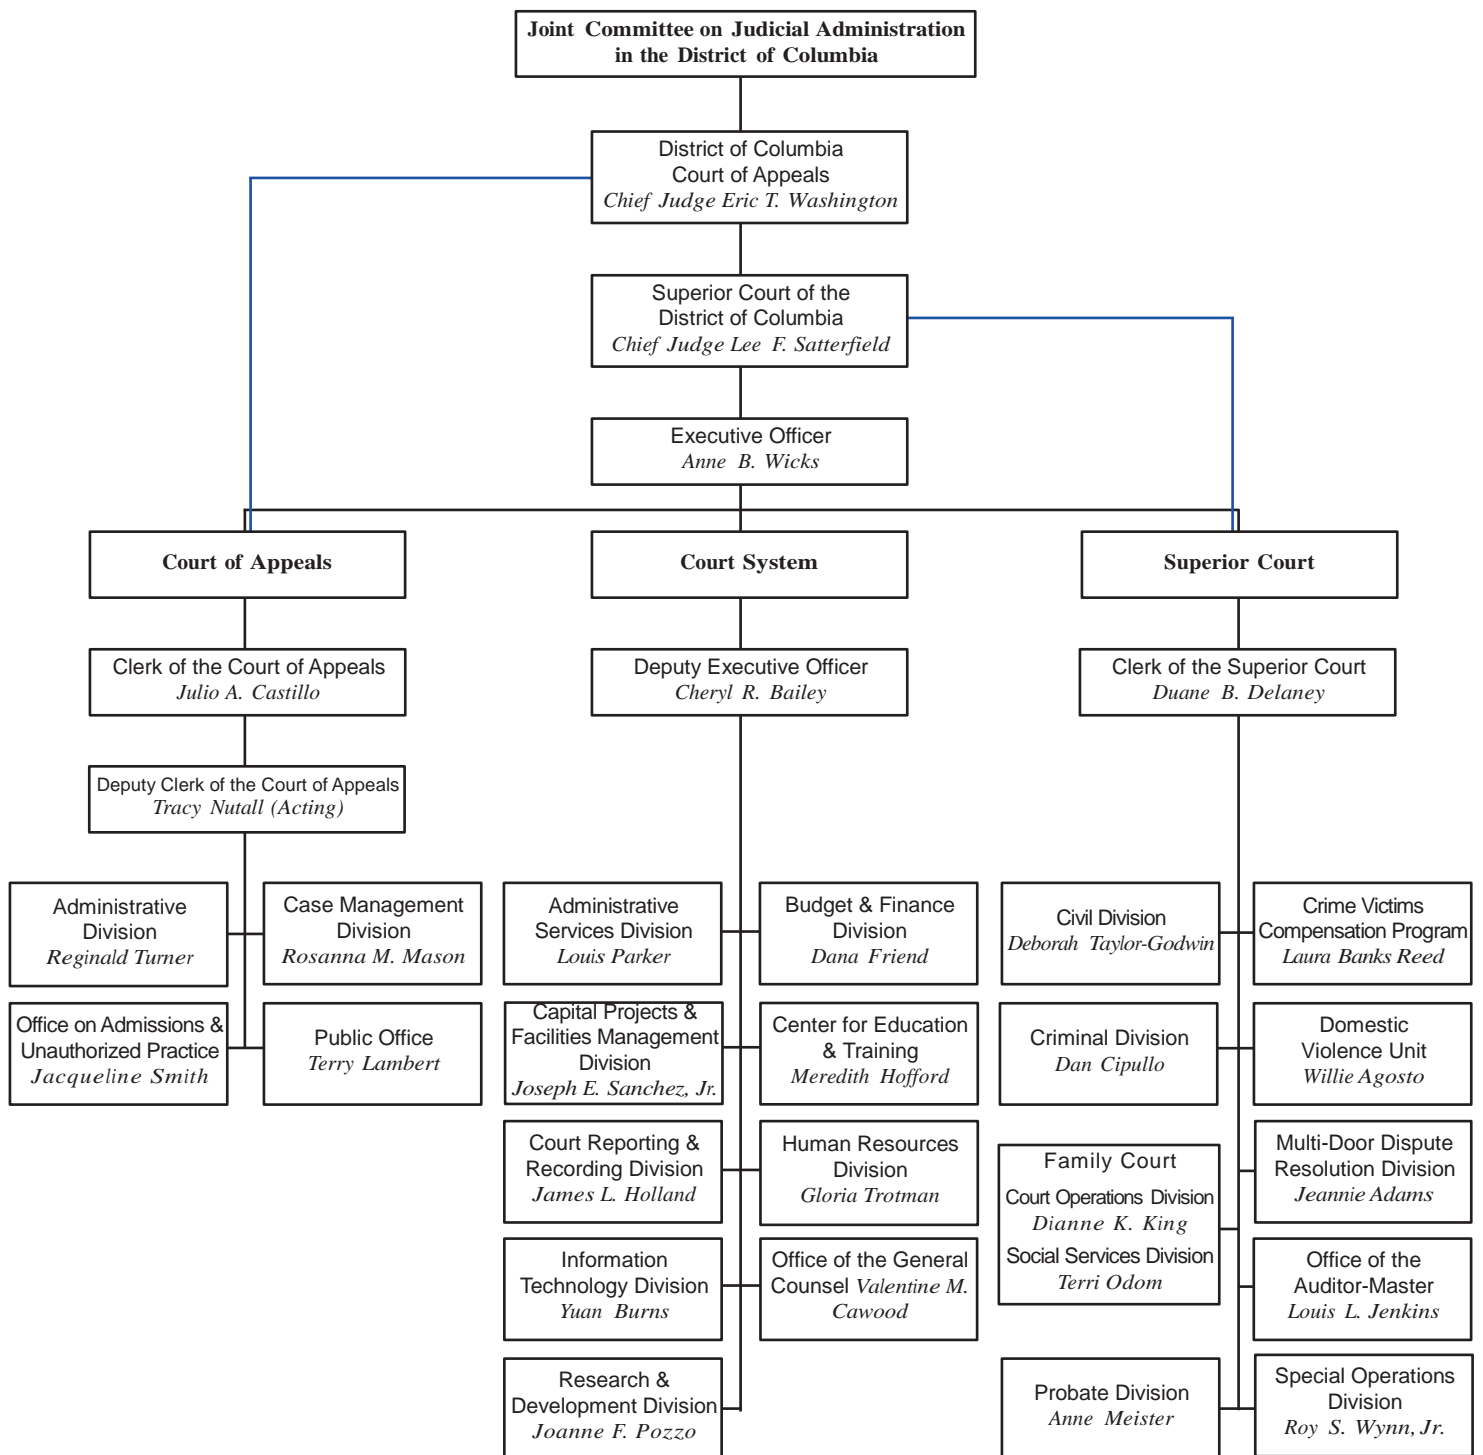 Joint Committee on Judicial Administration
in the District of Columbia
District of Columbia
Court of Appeals
Chief Judge Eric T. Washington
Superior Court of the
District of Columbia
Chief Judge Lee F. Satterfield
Executive Officer
Anne B. Wicks
Court of Appeals
Court System
Superior Court
Clerk of the Court of Appeals
Julio A. Castillo
Deputy Executive Officer
Cheryl R. Bailey
Clerk of the Superior Court
Duane B. Delaney
Deputy Clerk of the Court of Appeals
Tracy Nutall (Acting)
Administrative
Division
Reginald Turner
Case Management
Division
Rosanna M. Mason
Office on Admissions &
Unauthorized Practice
Jacqueline Smith
Public Office
Terry Lambert
Administrative
Services Division
Louis Parker
Budget & Finance
Division
Dana Friend
Capital Projects &
Facilities Management
Division
Joseph E. Sanchez, Jr.
Center for Education
& Training
Meredith Hofford
Court Reporting &
Recording Division
James L. Holland
Human Resources
Division
Gloria Trotman
Information
Technology Division
Yuan Burns
Office of the General
Counsel Valentine M.
Cawood
Research &
Development Division
Joanne F. Pozzo
Civil Division
Deborah Taylor-Godwin
Crime Victims
Compensation Program
Laura Banks Reed
Criminal Division
Dan Cipullo
Domestic
Violence Unit
Willie Agosto
Family Court
Court Operations Division
Dianne K. King
Social Services Division
Terri Odom
Multi-Door Dispute
Resolution Division
Jeannie Adams
Office of the
Auditor-Master
Louis L. Jenkins
Probate Division
Anne Meister
Special Operations
Division
Roy S. Wynn, Jr.